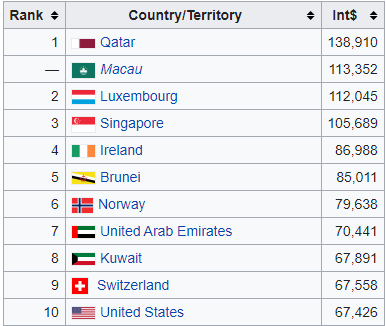 Rank Country/Territory Int$
1 Qatar 138,910
— Macau 113,352
2 Luxembourg 112,045
3 Singapore 105,689
4 Ireland 86,988
5 Brunei 85,011
6 Norway 79,638
7 United Arab Emirates 70,441
8 Kuwait 67,891
9 Switzerland 67,558
10 United States 67,426